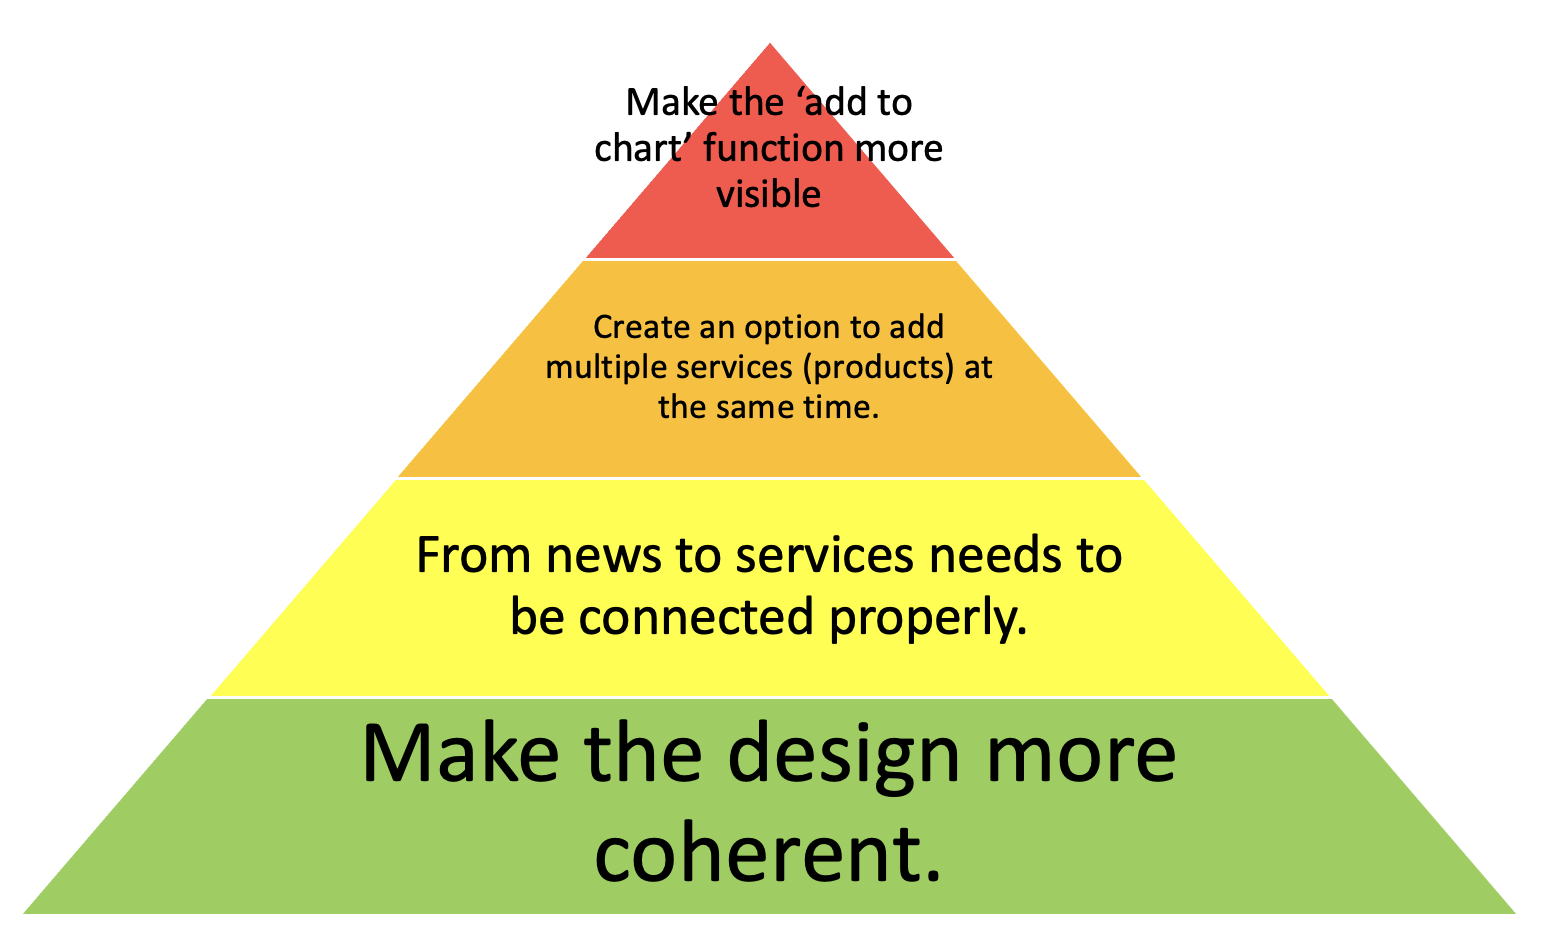 Make the ‘add to
chart’ function more
visible
Create an option to add
multiple services (products) at
the same time.
From news to services needs to
be connected properly.
Make the design more
coherent.